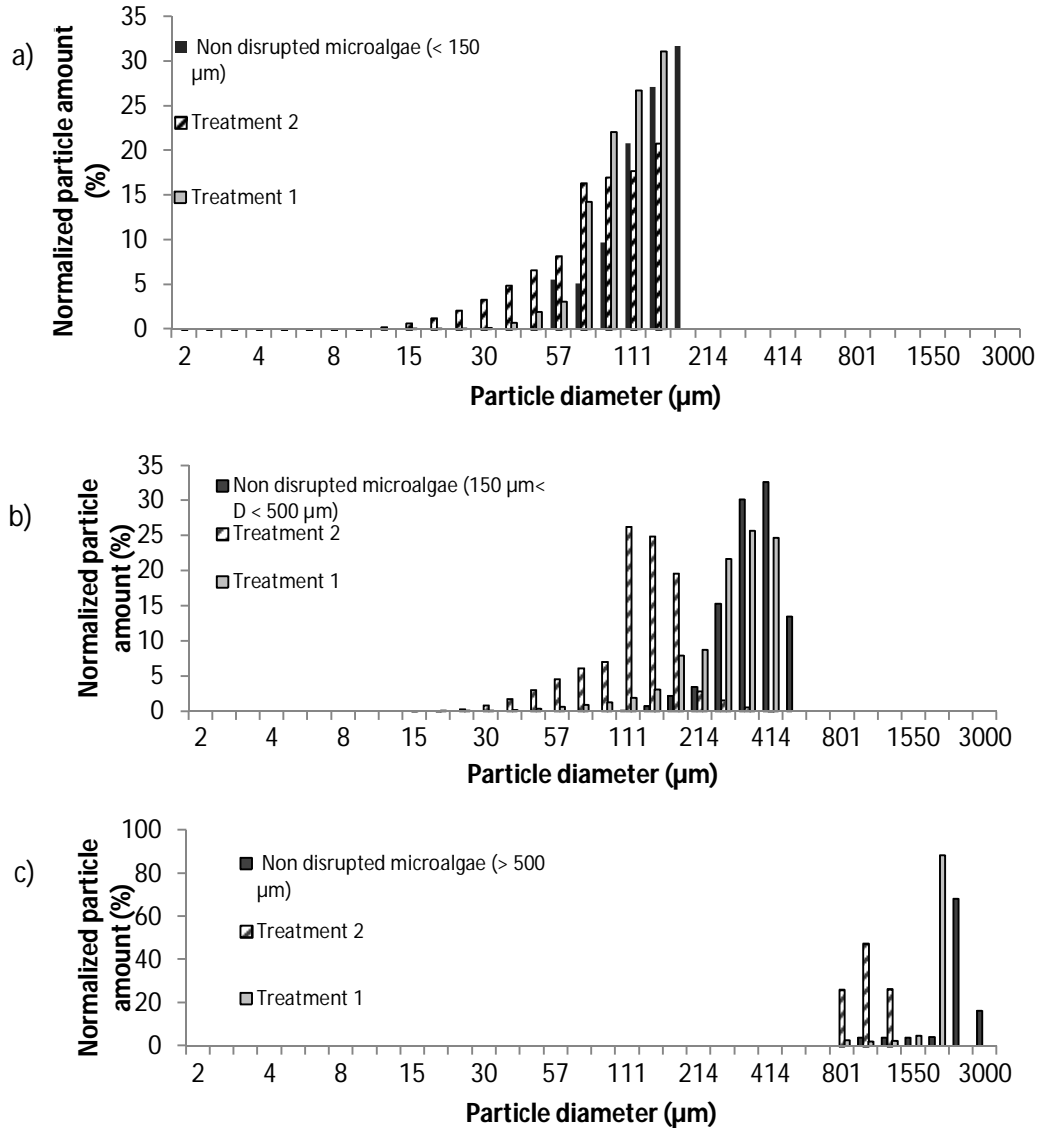 a)
Normalized particle amount
(%)
35
30
25
20
15
10
5
0
Non disrupted microalgae (< 150
µm)
Treatment 2
Treatment 1
2 4 8 15 30 57 111 214 414 801 1550 3000
Particle diameter (µm)
b)
Normalized particle
amount (%)
35
30
25
20
15
10
5
0
Non disrupted microalgae (150 µm<
D < 500 µm)
Treatment 2
Treatment 1
2 4 8 15 30 57 111 214 414 801 1550 3000
Particle diameter (µm)
c)
Normalized particle
amount (%)
100
80
60
40
20
0
Non disrupted microalgae (> 500
µm)
Treatment 2
Treatment 1
2 4 8 15 30 57 111 214 414 801 1550 3000
Particle diameter (µm)